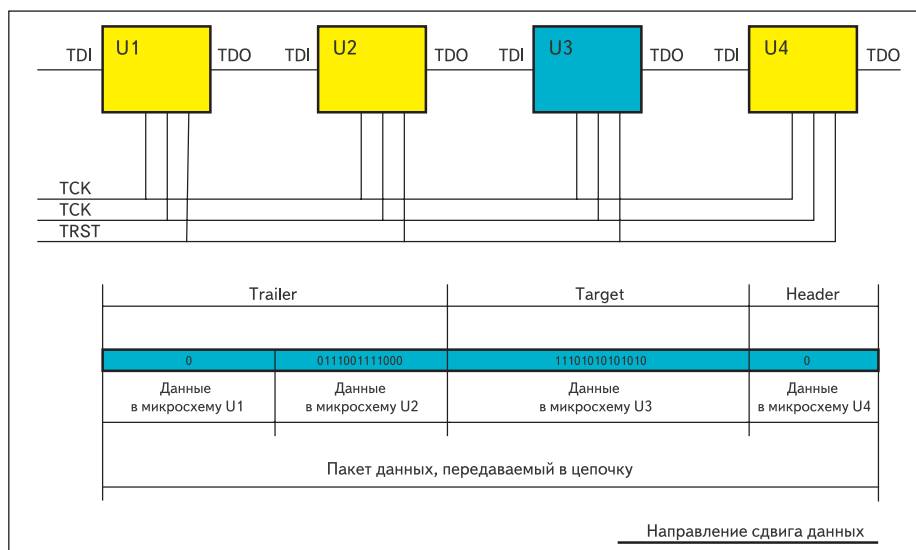 TDI U1 TDO TDI U2 TDO TDI U3 TDO TDI U4 TDO
TCK
TCK
TRST
Trailer Target Header
0 0111001111000 11101010101010 0
Данные Данные Данные Данные
в микросхему U1 в микросхему U2 в микросхему U3 в микросхему U4
Пакет данных, передаваемый в цепочку
Направление сдвига данных